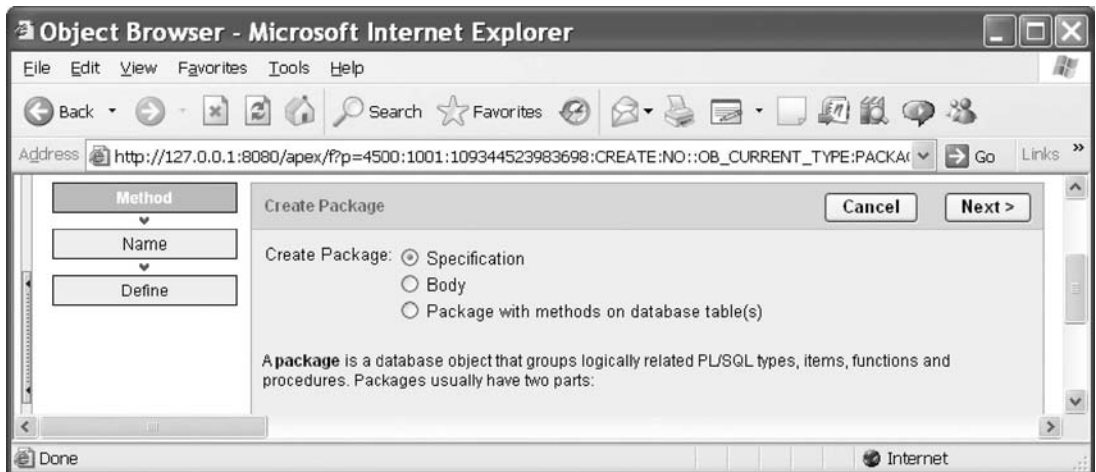 Object Browser - Microsoft Internet Explorer
File Edit View Favorites Tools Help
Back Search Favorites
Address http://127.0.0.1:8080/apex/f?p=4500:1001:109344523983698:CREATE:NO::OB_CURRENT_TYPE:PACKA Go Links »
Method
Name
Define
Create Package Cancel Next >
Create Package: Specification
Body
Package with methods on database table(s)
A package is a database object that groups logically related PL/SQL types, items, functions and
procedures. Packages usually have two parts:
Done Internet